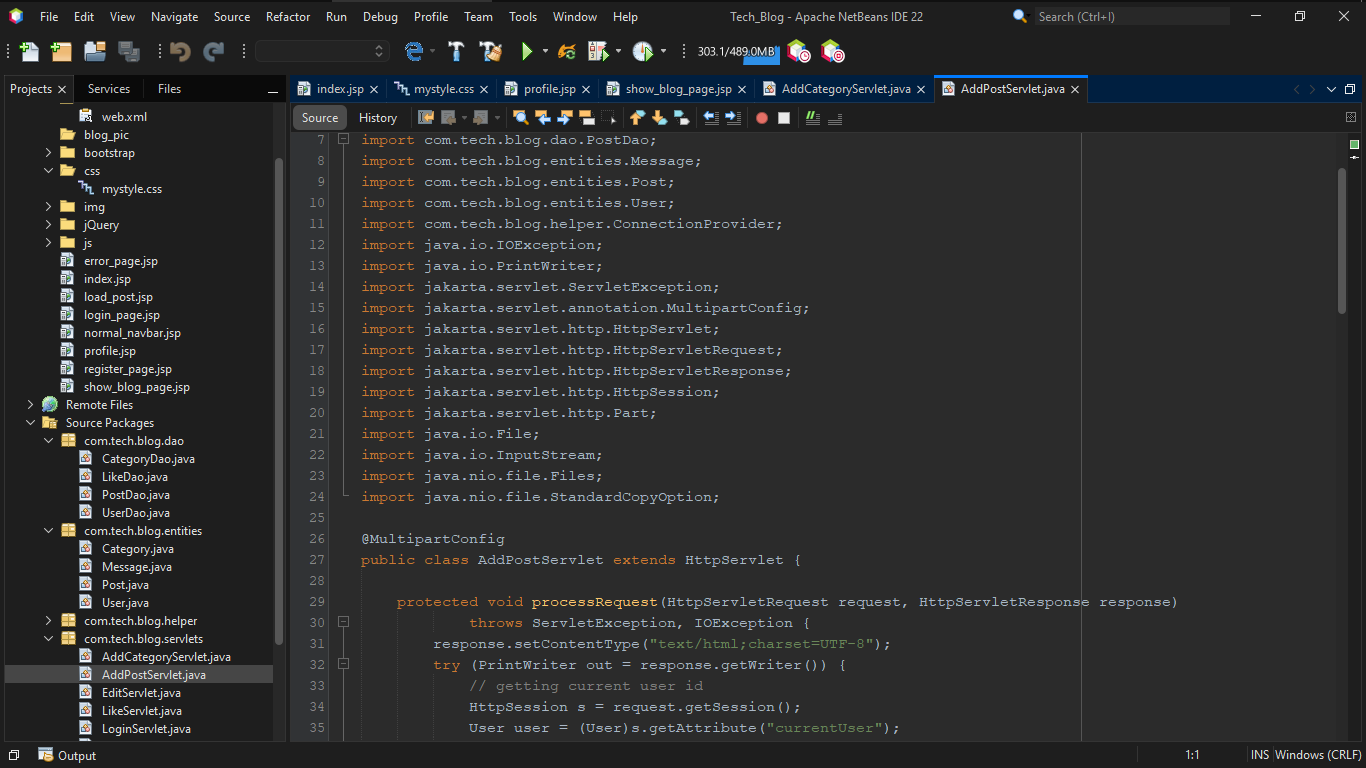 File Edit View Navigate Source Refactor Run Debug Profile Team Tools Window Help
Tech_Blog - Apache NetBeans IDE 22
Search (Ctrl+I)
303.1/489.0MB
Projects
Services
Files
index.jsp
mystyle.css
profile.jsp
show_blog_page.jsp
AddCategoryServlet.java
AddPostServlet.java
Source
History
web.xml
blog_pic
bootstrap
css
mystyle.css
img
jQuery
js
error_page.jsp
index.jsp
load_post.jsp
login_page.jsp
normal_navbar.jsp
profile.jsp
register_page.jsp
show_blog_page.jsp
Remote Files
Source Packages
com.tech.blog.dao
CategoryDao.java
LikeDao.java
PostDao.java
UserDao.java
com.tech.blog.entities
Category.java
Message.java
Post.java
User.java
com.tech.blog.helper
com.tech.blog.servlets
AddCategoryServlet.java
AddPostServlet.java
EditServlet.java
LikeServlet.java
LoginServlet.java
7 import com.tech.blog.dao.PostDao;
8 import com.tech.blog.entities.Message;
9 import com.tech.blog.entities.Post;
10 import com.tech.blog.entities.User;
11 import com.tech.blog.helper.ConnectionProvider;
12 import java.io.IOException;
13 import java.io.PrintWriter;
14 import jakarta.servlet.ServletException;
15 import jakarta.servlet.annotation.MultipartConfig;
16 import jakarta.servlet.http.HttpServlet;
17 import jakarta.servlet.http.HttpServletRequest;
18 import jakarta.servlet.http.HttpServletResponse;
19 import jakarta.servlet.http.HttpSession;
20 import jakarta.servlet.http.Part;
21 import java.io.File;
22 import java.io.InputStream;
23 import java.nio.file.Files;
24 import java.nio.file.StandardCopyOption;
25
26 @MultipartConfig
27 public class AddPostServlet extends HttpServlet {
28
29 protected void processRequest(HttpServletRequest request, HttpServletResponse response)
30 throws ServletException, IOException {
31 response.setContentType("text/html;charset=UTF-8");
32 try (PrintWriter out = response.getWriter()) {
33 // getting current user id
34 HttpSession s = request.getSession();
35 User user = (User)s.getAttribute("currentUser");
Output
1:1
INS
Windows (CRLF)